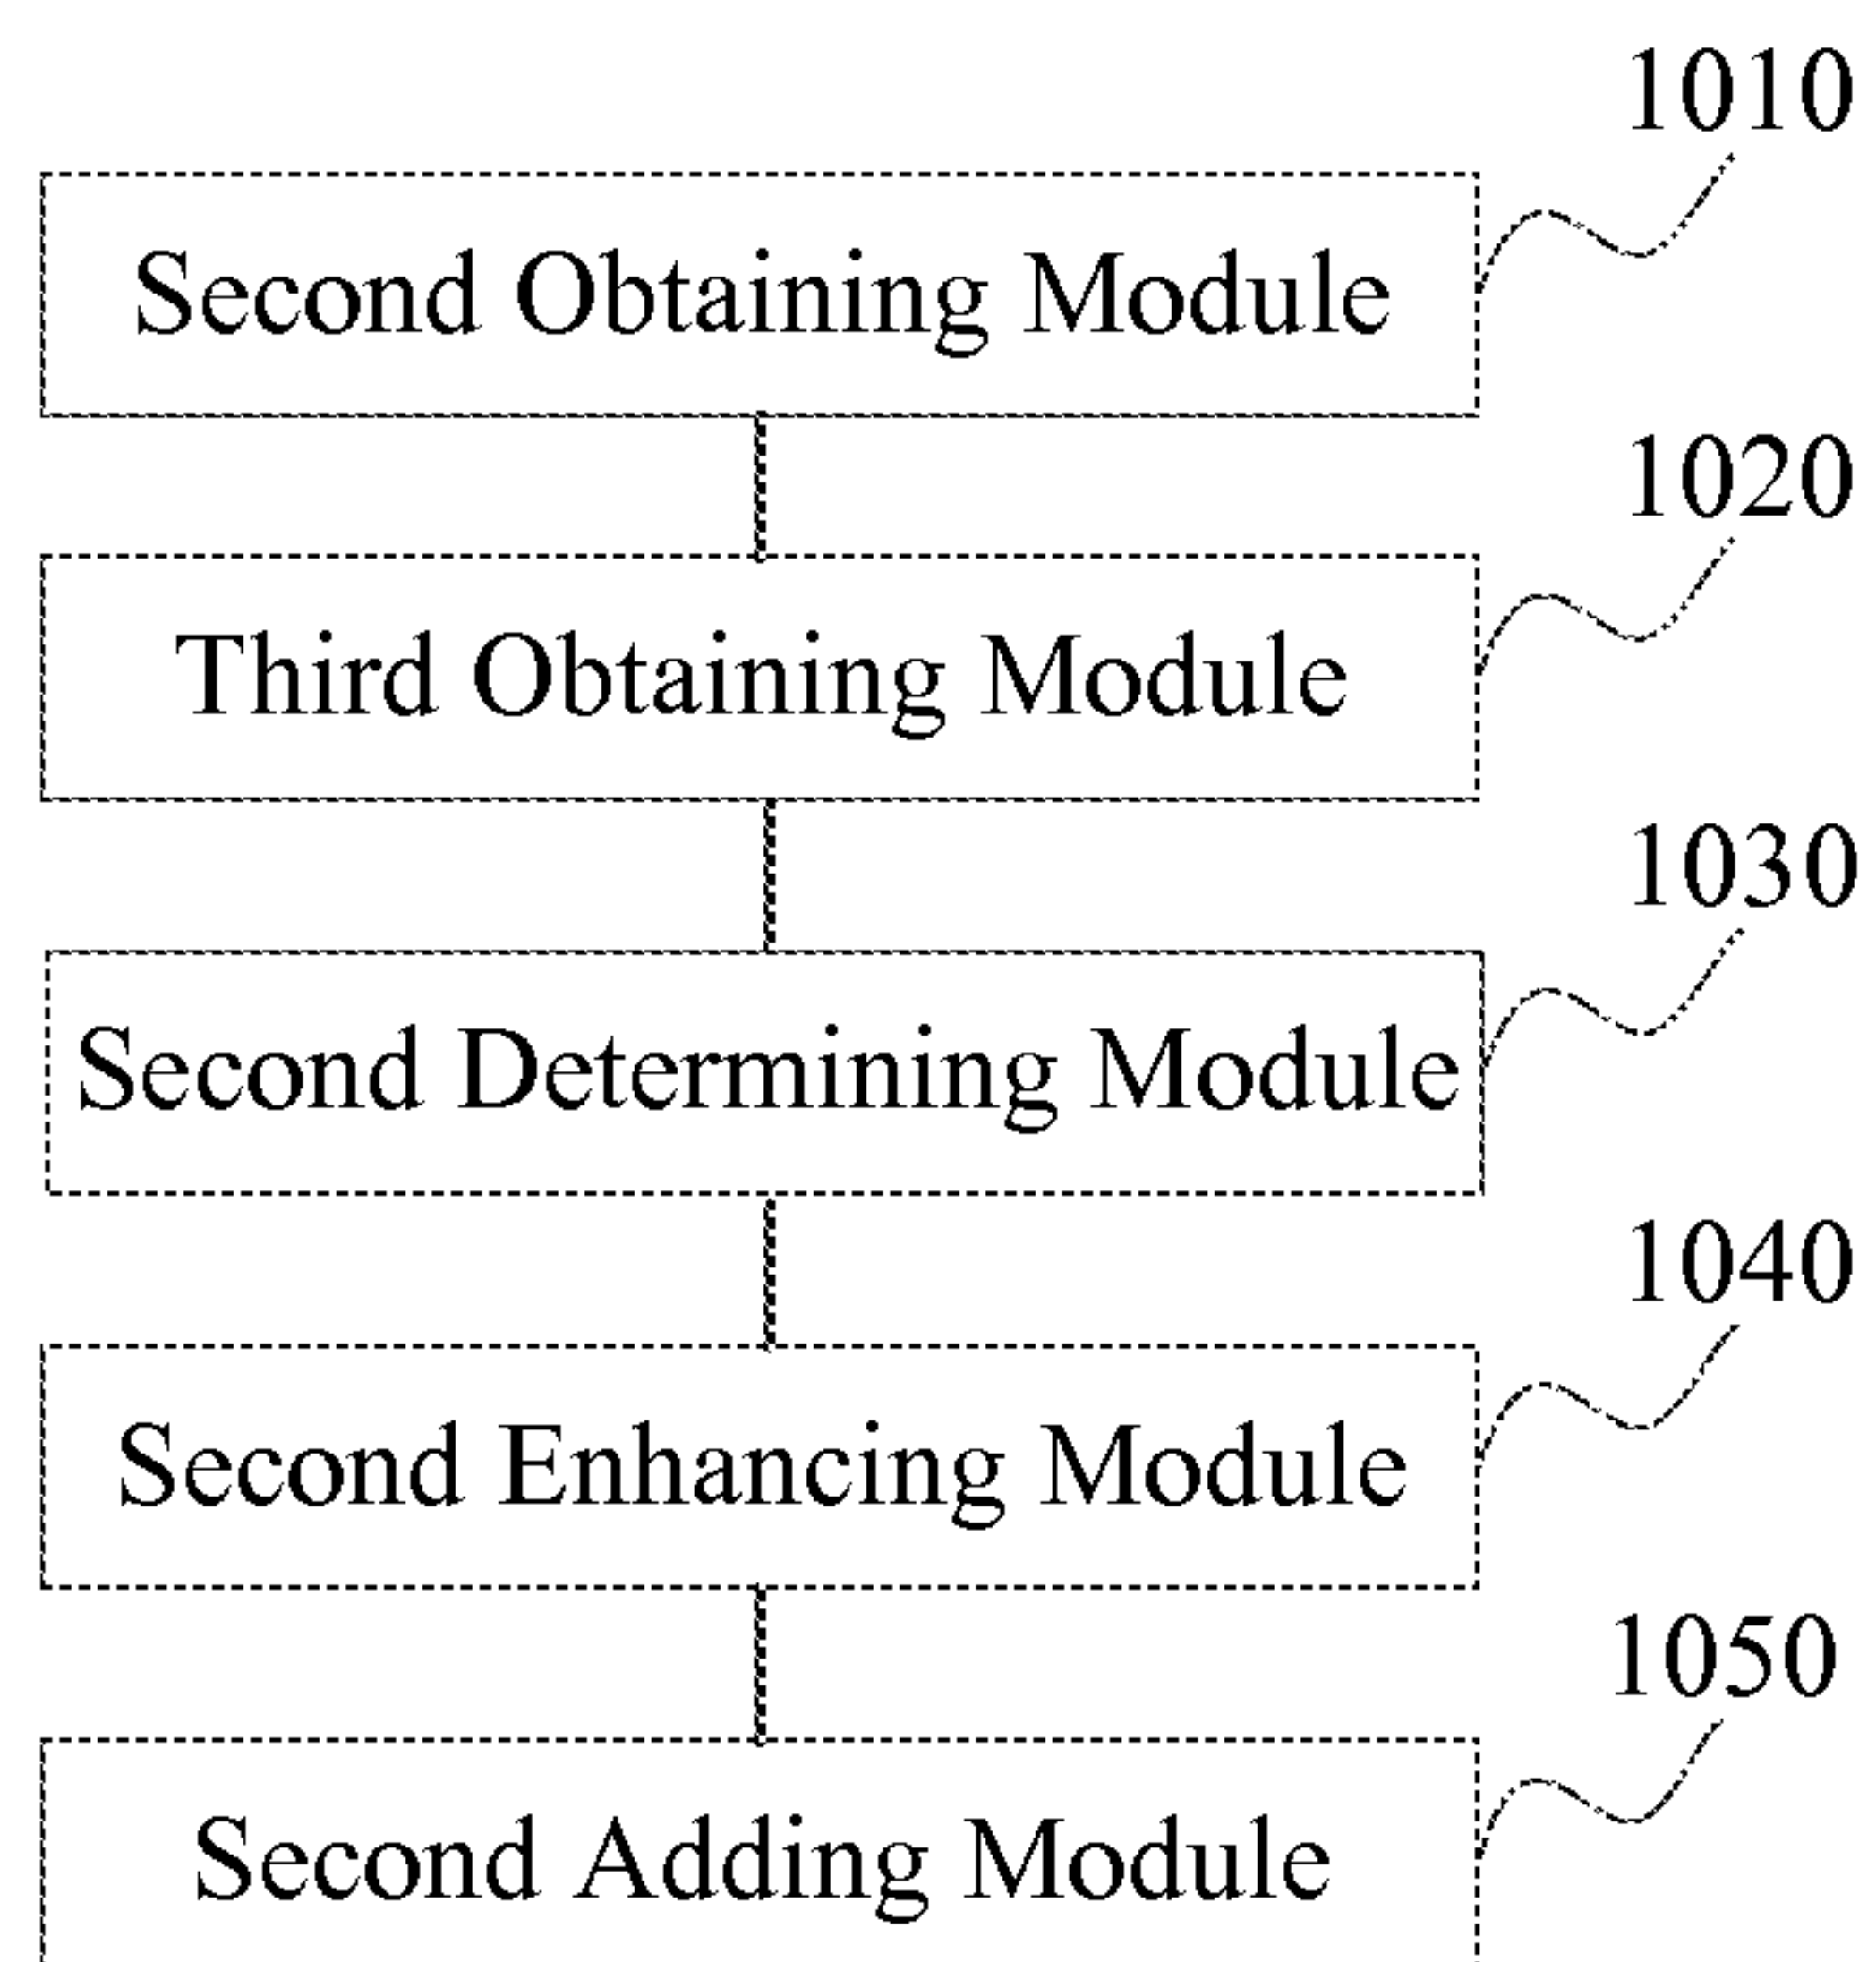 1010
Second Obtaining Module
1020
Third Obtaining Module
1030
Second Determining Module
1040
Second Enhancing Module
1050
Second Adding Module